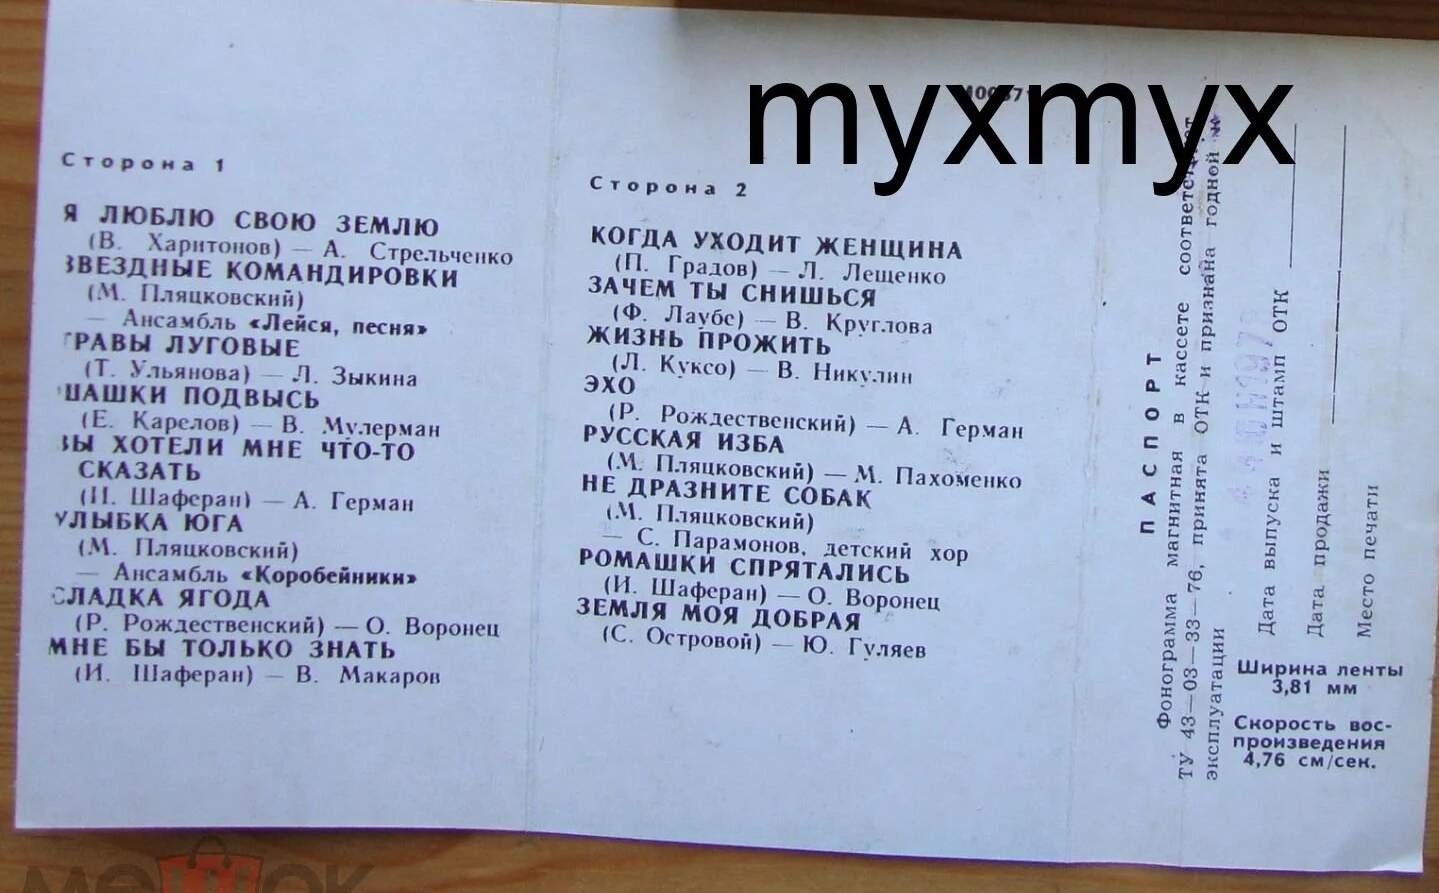 myxmyx
Сторона 1
Я ЛЮБЛЮ СВОЮ ЗЕМЛЮ
(В. Харитонов) — А. Стрельченко
ЗВЕЗДНЫЕ КОМАНДИРОВКИ
(М. Пляцковский)
— Ансамбль «Лейся, песня»
ТРАВЫ ЛУГОВЫЕ
(Т. Ульянова) — Л. Зыкина
ШАШКИ ПОДВЫСЬ
(Е. Карелов) — В. Мулерман
ВЫ ХОТЕЛИ МНЕ ЧТО-ТО
СКАЗАТЬ
(И. Шаферан) — А. Герман
УЛЫБКА ЮГА
(М. Пляцковский)
— Ансамбль «Коробейники»
СЛАДКА ЯГОДА
(Р. Рождественский) — О. Воронец
МНЕ БЫ ТОЛЬКО ЗНАТЬ
(И. Шаферан) — В. Макаров
Сторона 2
КОГДА УХОДИТ ЖЕНЩИНА
(П. Градов) — Л. Лещенко
ЗАЧЕМ ТЫ СНИШЬСЯ
(Ф. Лаубе) — В. Круглова
ЖИЗНЬ ПРОЖИТЬ
(Л. Куксо) — В. Никулин
ЭХО
(Р. Рождественский) — А. Герман
РУССКАЯ ИЗБА
(М. Пляцковский) — М. Пахоменко
НЕ ДРАЗНИТЕ СОБАК
(М. Пляцковский)
— С. Парамонов, детский хор
РОМАШКИ СПРЯТАЛИСЬ
(И. Шаферан) — О. Воронец
ЗЕМЛЯ МОЯ ДОБРАЯ
(С. Островой) — Ю. Гуляев
ПАСПОРТ
Фонограмма магнитная в кассете соответствует
ТУ 43—03—33—76, принята ОТК и признана годной к
эксплуатации
Дата выпуска и штамп ОТК
Дата продажи
Место печати
Ширина ленты
3,81 мм
Скорость вос-
произведения
4,76 см/сек.